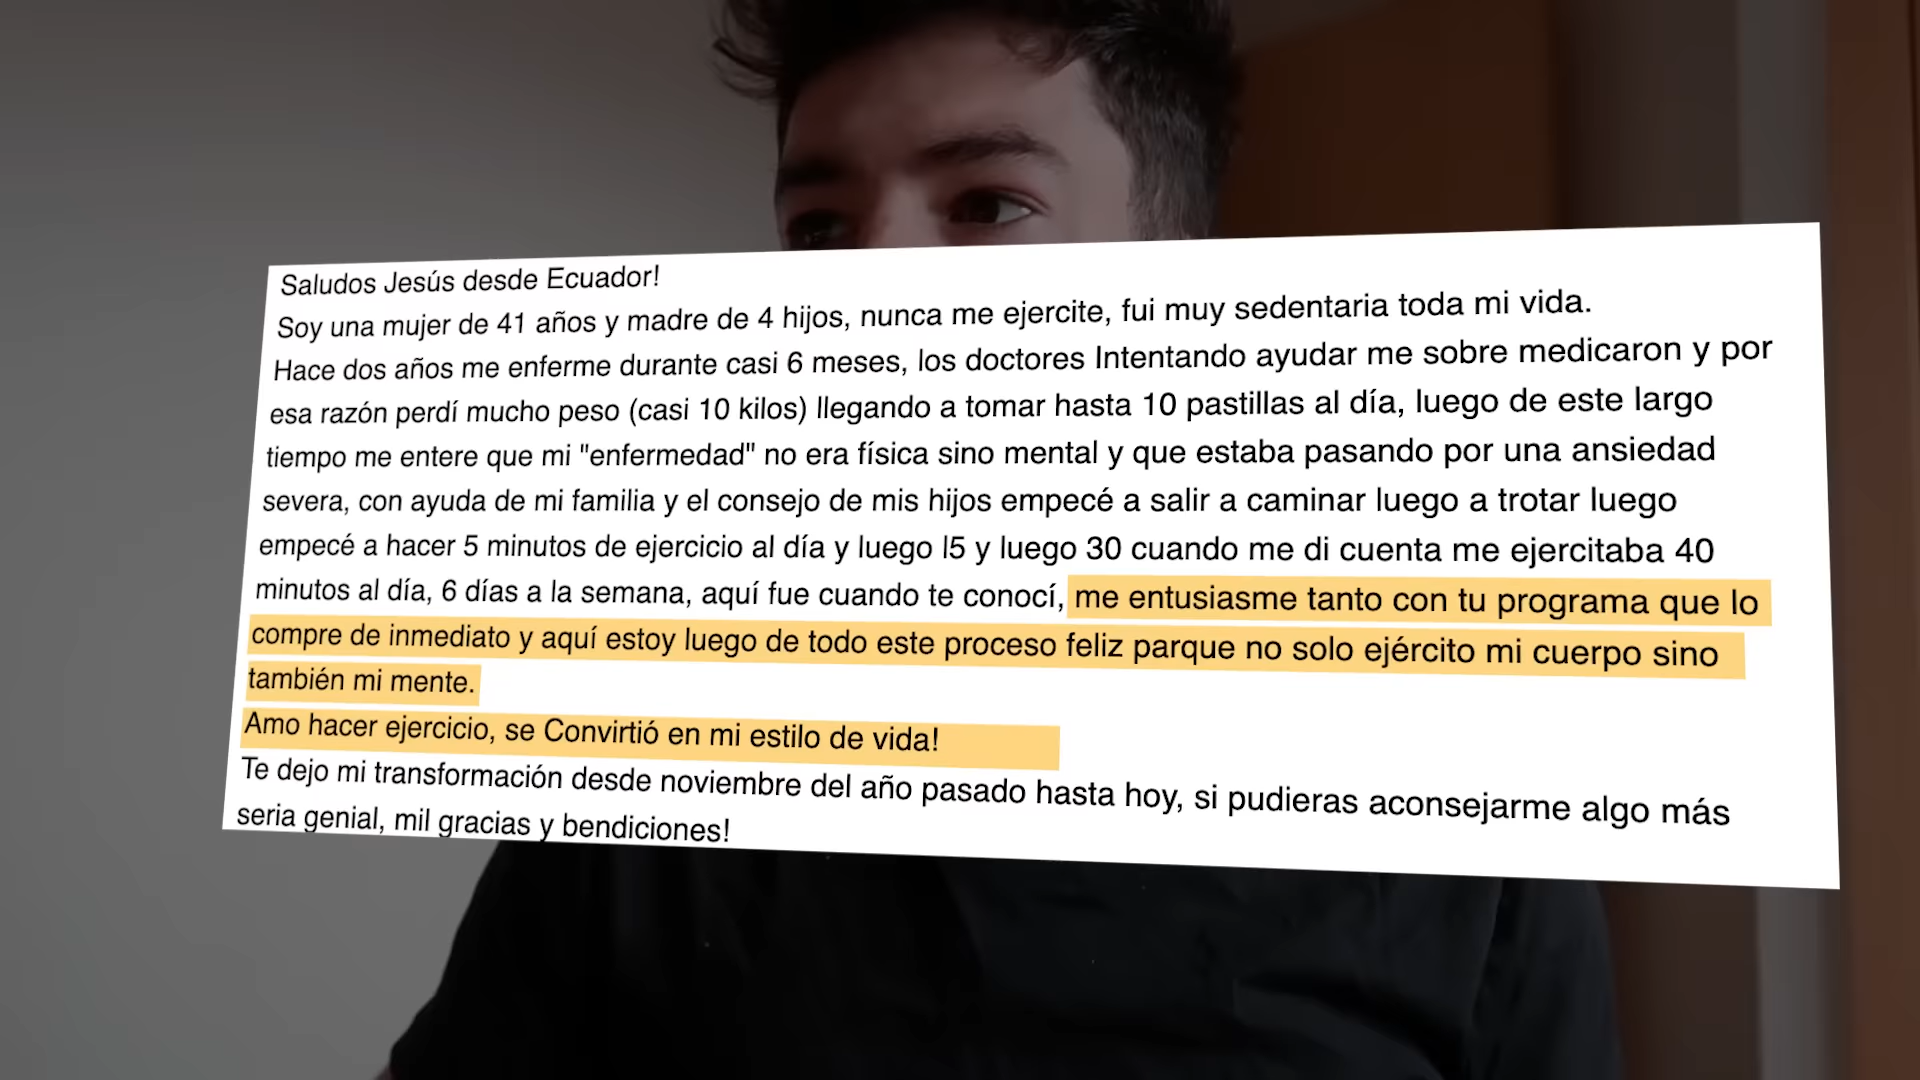 Saludos Jesús desde Ecuador!
Soy una mujer de 41 años y madre de 4 hijos, nunca me ejercite, fui muy sedentaria toda mi vida.
Hace dos años me enferme durante casi 6 meses, los doctores Intentando ayudar me sobre medicaron y por
esa razón perdí mucho peso (casi 10 kilos) llegando a tomar hasta 10 pastillas al día, luego de este largo
tiempo me entere que mi "enfermedad" no era física sino mental y que estaba pasando por una ansiedad
severa, con ayuda de mi familia y el consejo de mis hijos empecé a salir a caminar luego a trotar luego
empecé a hacer 5 minutos de ejercicio al día y luego l5 y luego 30 cuando me di cuenta me ejercitaba 40
minutos al día, 6 días a la semana, aquí fue cuando te conocí, me entusiasme tanto con tu programa que lo
compre de inmediato y aquí estoy luego de todo este proceso feliz parque no solo ejército mi cuerpo sino
también mi mente.
Amo hacer ejercicio, se Convirtió en mi estilo de vida!
Te dejo mi transformación desde noviembre del año pasado hasta hoy, si pudieras aconsejarme algo más
seria genial, mil gracias y bendiciones!